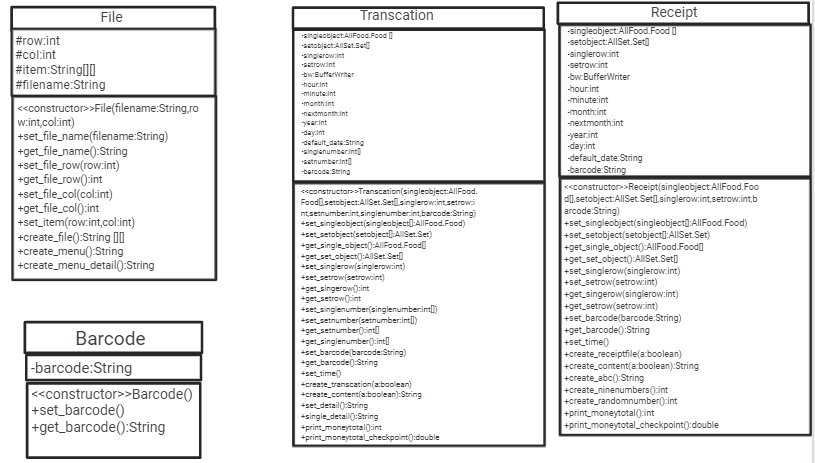 File
#row:int
#col:int
#item:String[][]
#filename:String
<<constructor>>File(filename:String,ro
w:int,col:int)
+set_file_name(filename:String)
+get_file_name():String
+set_file_row(row:int)
+get_file_row():int
+set_file_col(col:int)
+get_file_col():int
+set_item(row:int,col:int)
+create_file():String [][]
+create_menu():String
+create_menu_detail():String
Barcode
-barcode:String
<<constructor>>Barcode()
+set_barcode()
+get_barcode():String
Transcation
-singleobject:AllFood.Food []
-setobject:AllSet.Set[]
-singlerow:int
-setrow:int
-bw:BufferWriter
-hour:int
-minute:int
-month:int
-nextmonth:int
-year:int
-day:int
-default_date:String
-singlenumber:int[]
-setnumber:int[]
-barcode:String
<<constructor>>Transcation(singleobject:AllFood.
Food[],setobject:AllSet.Set[],singlerow:int,setrow:i
nt,setnumber:int,singlenumber:int,barcode:String)
+set_singleobject(singleobject[]:AllFood.Food)
+set_setobject(setobject[]:AllSet.Set)
+get_single_object():AllFood.Food[]
+get_set_object():AllSet.Set[]
+set_singlerow(singlerow:int)
+set_setrow(setrow:int)
+get_singerow():int
+get_setrow():int
+set_singlenumber(singlenumber:int[])
+set_setnumber(setnumber:int[])
+get_setnumber():int[]
+get_singlenumber():int[]
+set_barcode(barcode:String)
+get_barcode():String
+set_time()
+create_transcation(a:boolean)
+create_content(a:boolean):String
+set_detail():String
+single_detail():String
+print_moneytotal():int
+print_moneytotal_checkpoint():double
Receipt
-singleobject:AllFood.Food []
-setobject:AllSet.Set[]
-singlerow:int
-setrow:int
-bw:BufferWriter
-hour:int
-minute:int
-month:int
-nextmonth:int
-year:int
-day:int
-default_date:String
-barcode:String
<<constructor>>Receipt(singleobject:AllFood.Foo
d[],setobject:AllSet.Set[],singlerow:int,setrow:int,b
arcode:String)
+set_singleobject(singleobject[]:AllFood.Food)
+set_setobject(setobject[]:AllSet.Set)
+get_single_object():AllFood.Food[]
+get_set_object():AllSet.Set[]
+set_singlerow(singlerow:int)
+set_setrow(setrow:int)
+get_singerow(singlerow:int)
+get_setrow(setrow:int)
+set_barcode(barcode:String)
+get_barcode():String
+set_time()
+create_receiptfile(a:boolean)
+create_content(a:boolean):String
+create_abc():String
+create_ninenumbers():int
+create_randomnumber():int
+print_moneytotal():int
+print_moneytotal_checkpoint():double